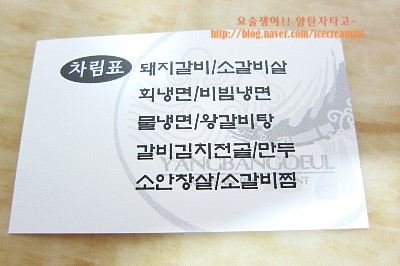 요술쟁이!! 양탄자타고~
http://blog.naver.com/icecreamint
차림표
돼지갈비/소갈비살
회냉면/비빔냉면
물냉면/왕갈비탕
갈비김치전골/만두
YANGBANGOEUL
소안창살/소갈비찜